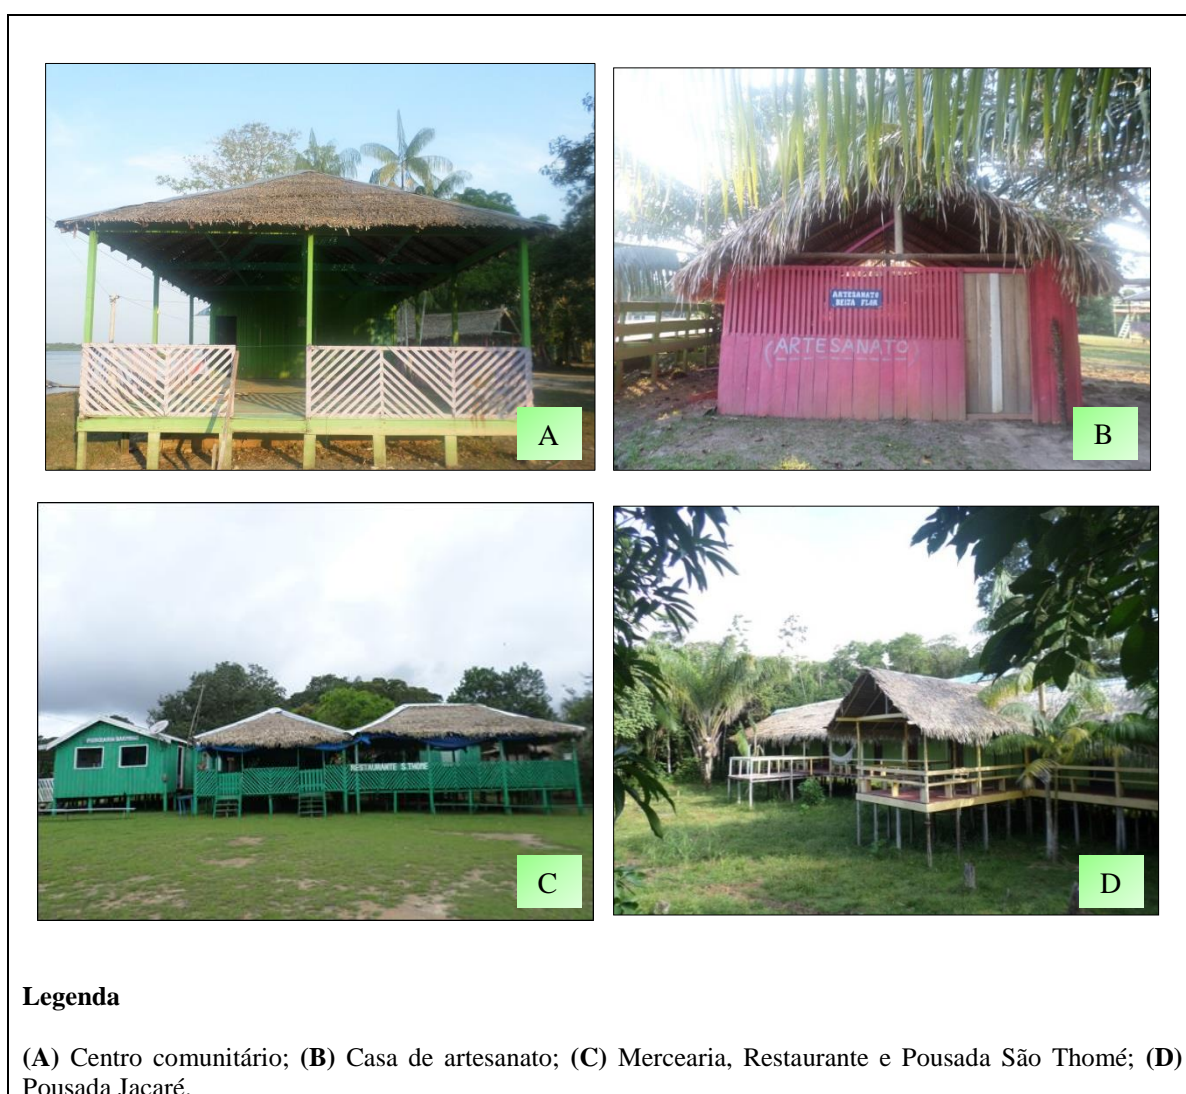 A
ARTESANATO
BEIJA FLOR
(ARTESANATO)
B
RESTAURANTE S.THOMÉ
C
D
Legenda
(A) Centro comunitário; (B) Casa de artesanato; (C) Mercearia, Restaurante e Pousada São Thomé; (D)
Pousada Jacaré.